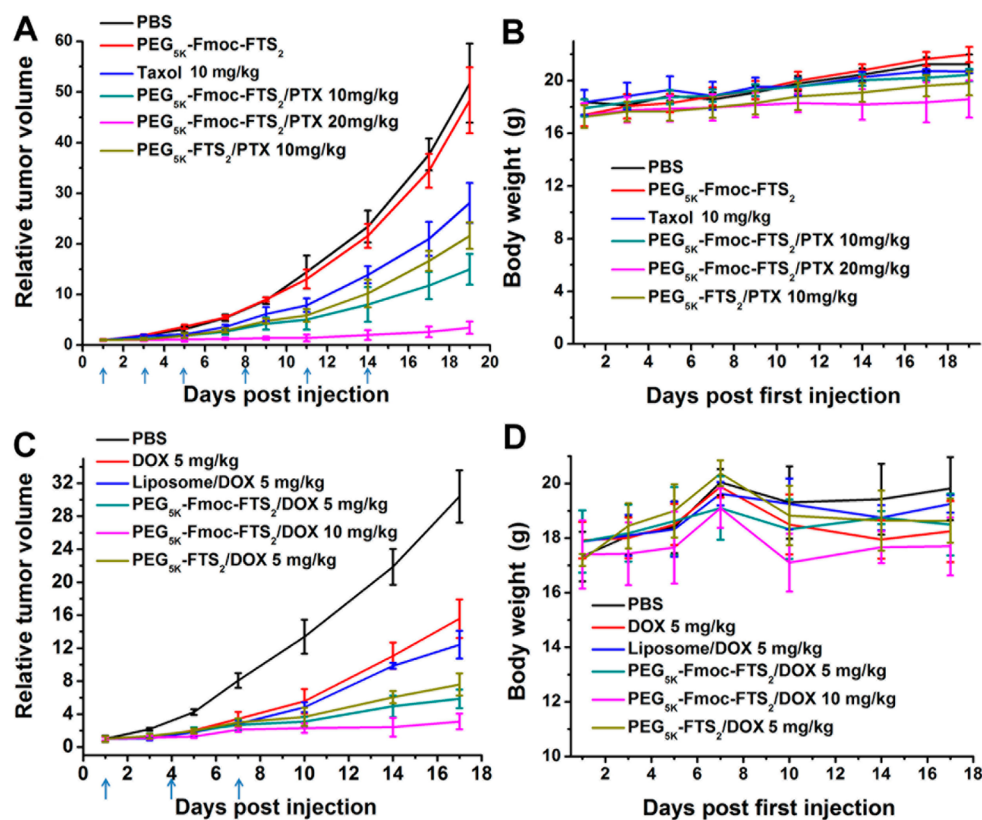 A
PBS
PEG5K-Fmoc-FTS2
Taxol 10 mg/kg
PEG5K-Fmoc-FTS2/PTX 10mg/kg
PEG5K-Fmoc-FTS2/PTX 20mg/kg
PEG5K-FTS2/PTX 10mg/kg
Relative tumor volume
60
50
40
30
20
10
0
0 2 4 6 8 10 12 14 16 18 20
Days post injection
B
Body weight (g)
22
20
18
16
14
12
10
8
6
4
2
0
PBS
PEG5K-Fmoc-FTS2
Taxol 10 mg/kg
PEG5K-Fmoc-FTS2/PTX 10mg/kg
PEG5K-Fmoc-FTS2/PTX 20mg/kg
PEG5K-FTS2/PTX 10mg/kg
2 4 6 8 10 12 14 16 18
Days post first injection
C
PBS
DOX 5 mg/kg
Liposome/DOX 5 mg/kg
PEG5K-Fmoc-FTS2/DOX 5 mg/kg
PEG5K-Fmoc-FTS2/DOX 10 mg/kg
PEG5K-FTS2/DOX 5 mg/kg
Relative tumor volume
32
28
24
20
16
12
8
4
0
0 2 4 6 8 10 12 14 16 18
Days post injection
D
Body weight (g)
22
20
18
16
14
12
10
PBS
DOX 5 mg/kg
Liposome/DOX 5 mg/kg
PEG5K-Fmoc-FTS2/DOX 5 mg/kg
PEG5K-Fmoc-FTS2/DOX 10 mg/kg
PEG5K-FTS2/DOX 5 mg/kg
2 4 6 8 10 12 14 16 18
Days post first injection